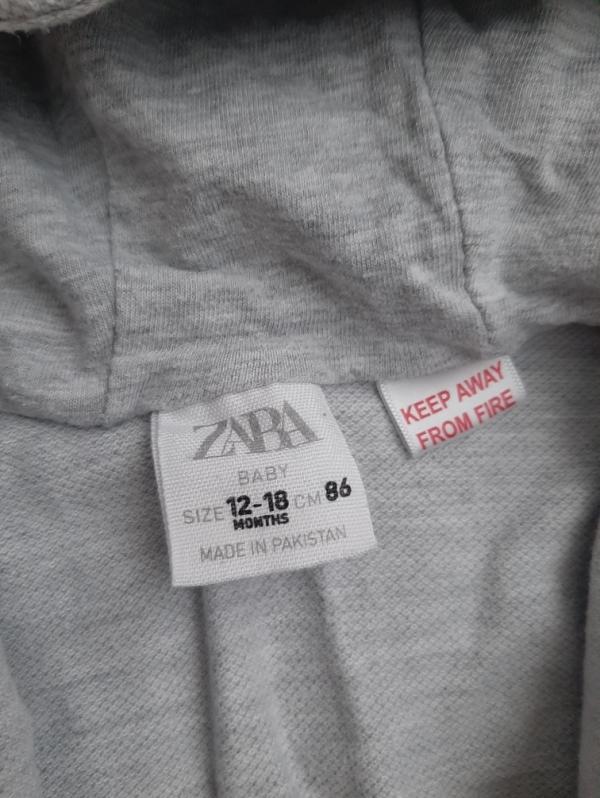 ZARA
BABY
SIZE 12-18 CM 86
MONTHS
MADE IN PAKISTAN
KEEP AWAY
FROM FIRE